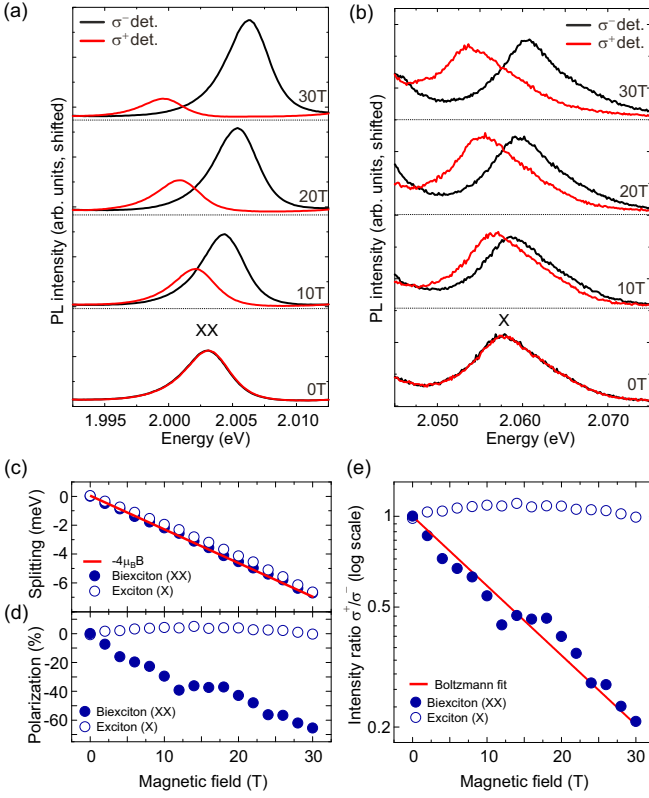 (a)
σ⁻ det.
σ⁺ det.
30T
20T
10T
XX
0T
PL intensity (arb. units, shifted)
1.995 2.000 2.005 2.010
Energy (eV)
(b)
σ⁻ det.
σ⁺ det.
30T
20T
10T
X
0T
PL intensity (arb. units, shifted)
2.050 2.060 2.070
Energy (eV)
(c)
0
-2
-4
-6
Splitting (meV)
-4μ_BB
Biexciton (XX)
Exciton (X)
(d)
0
-20
-40
-60
Polarization (%)
Biexciton (XX)
Exciton (X)
0 10 20 30
Magnetic field (T)
(e)
1
0.5
0.2
Intensity ratio σ⁺/σ⁻ (log scale)
Boltzmann fit
Biexciton (XX)
Exciton (X)
0 10 20 30
Magnetic field (T)